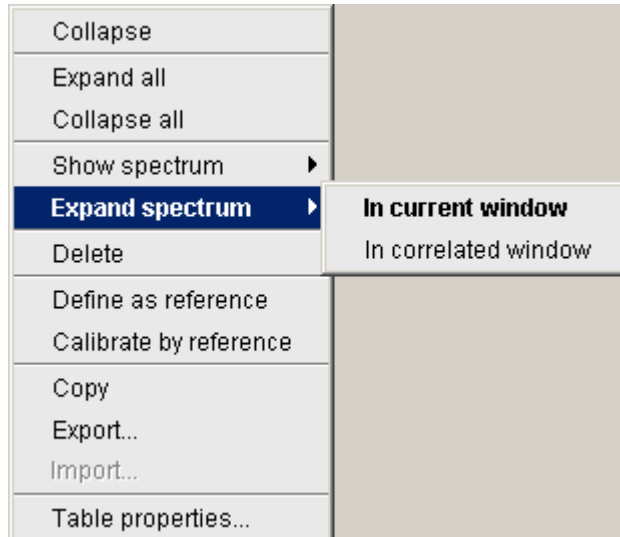 Collapse
Expand all
Collapse all
Show spectrum
Expand spectrum
In current window
In correlated window
Delete
Define as reference
Calibrate by reference
Copy
Export...
Import...
Table properties...